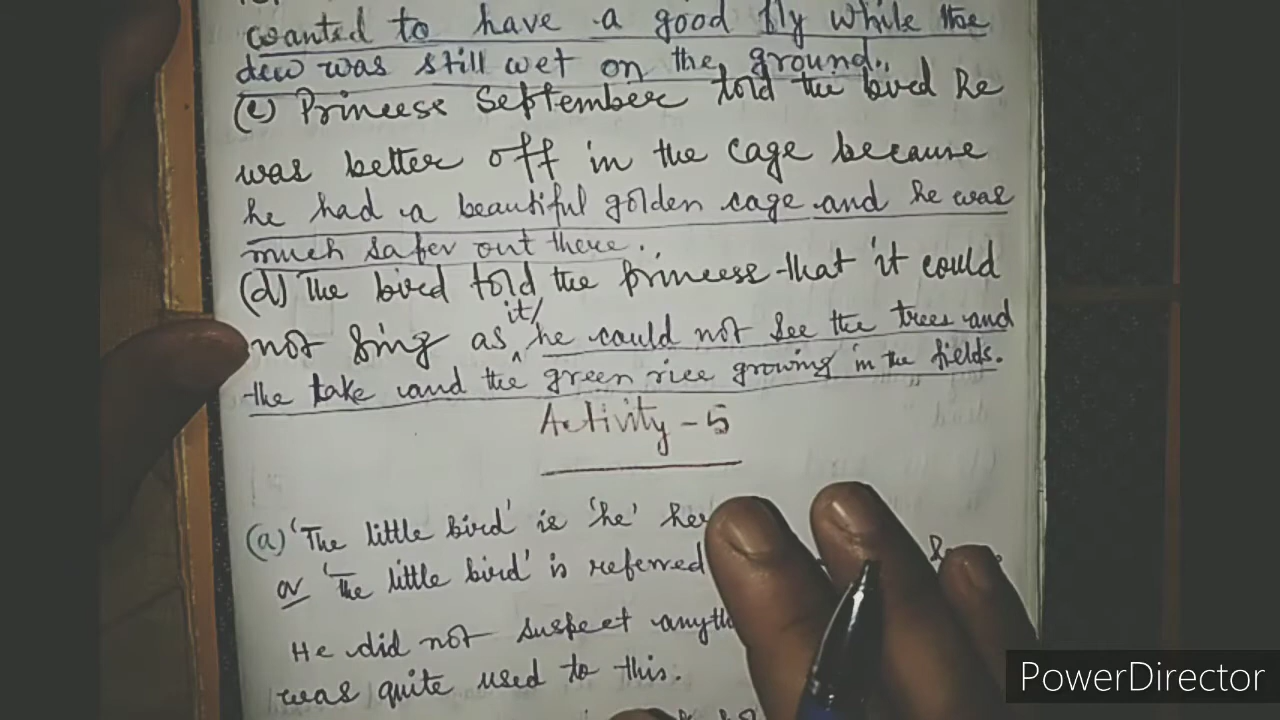 wanted to have a good fly while the
dew was still wet on the ground.
(c) Princess September told the bird he
was better off in the cage because
he had a beautiful golden cage and he was
much safer out there.
(d) The bird told the princess that it could
not sing as it/ he could not see the trees and
the lake and the green rice growing in the fields.
Activity - 5
(a) 'The little bird' is 'he'
or 'The little bird' is referred
He did not suspect
was quite used to this.
PowerDirector